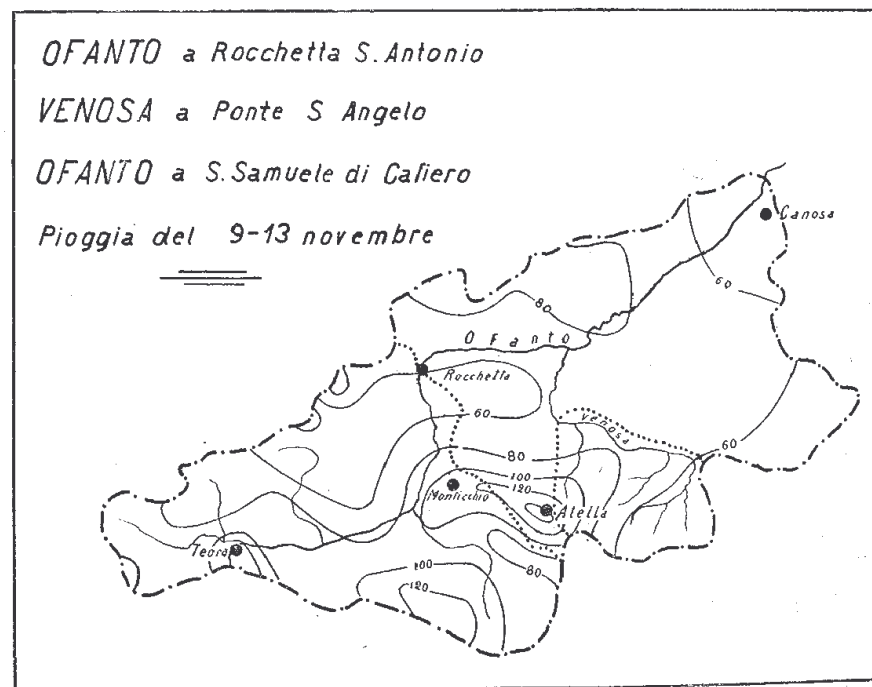 OFANTO a Rocchetta S. Antonio
VENOSA a Ponte S Angelo
OFANTO a S. Samuele di Cafiero
Pioggia del 9-13 novembre
Canosa
60
80
Ofanto
Rocchetta
60
Venosa
80
60
100
120
Monticchio
Atella
Teora
100
80
120